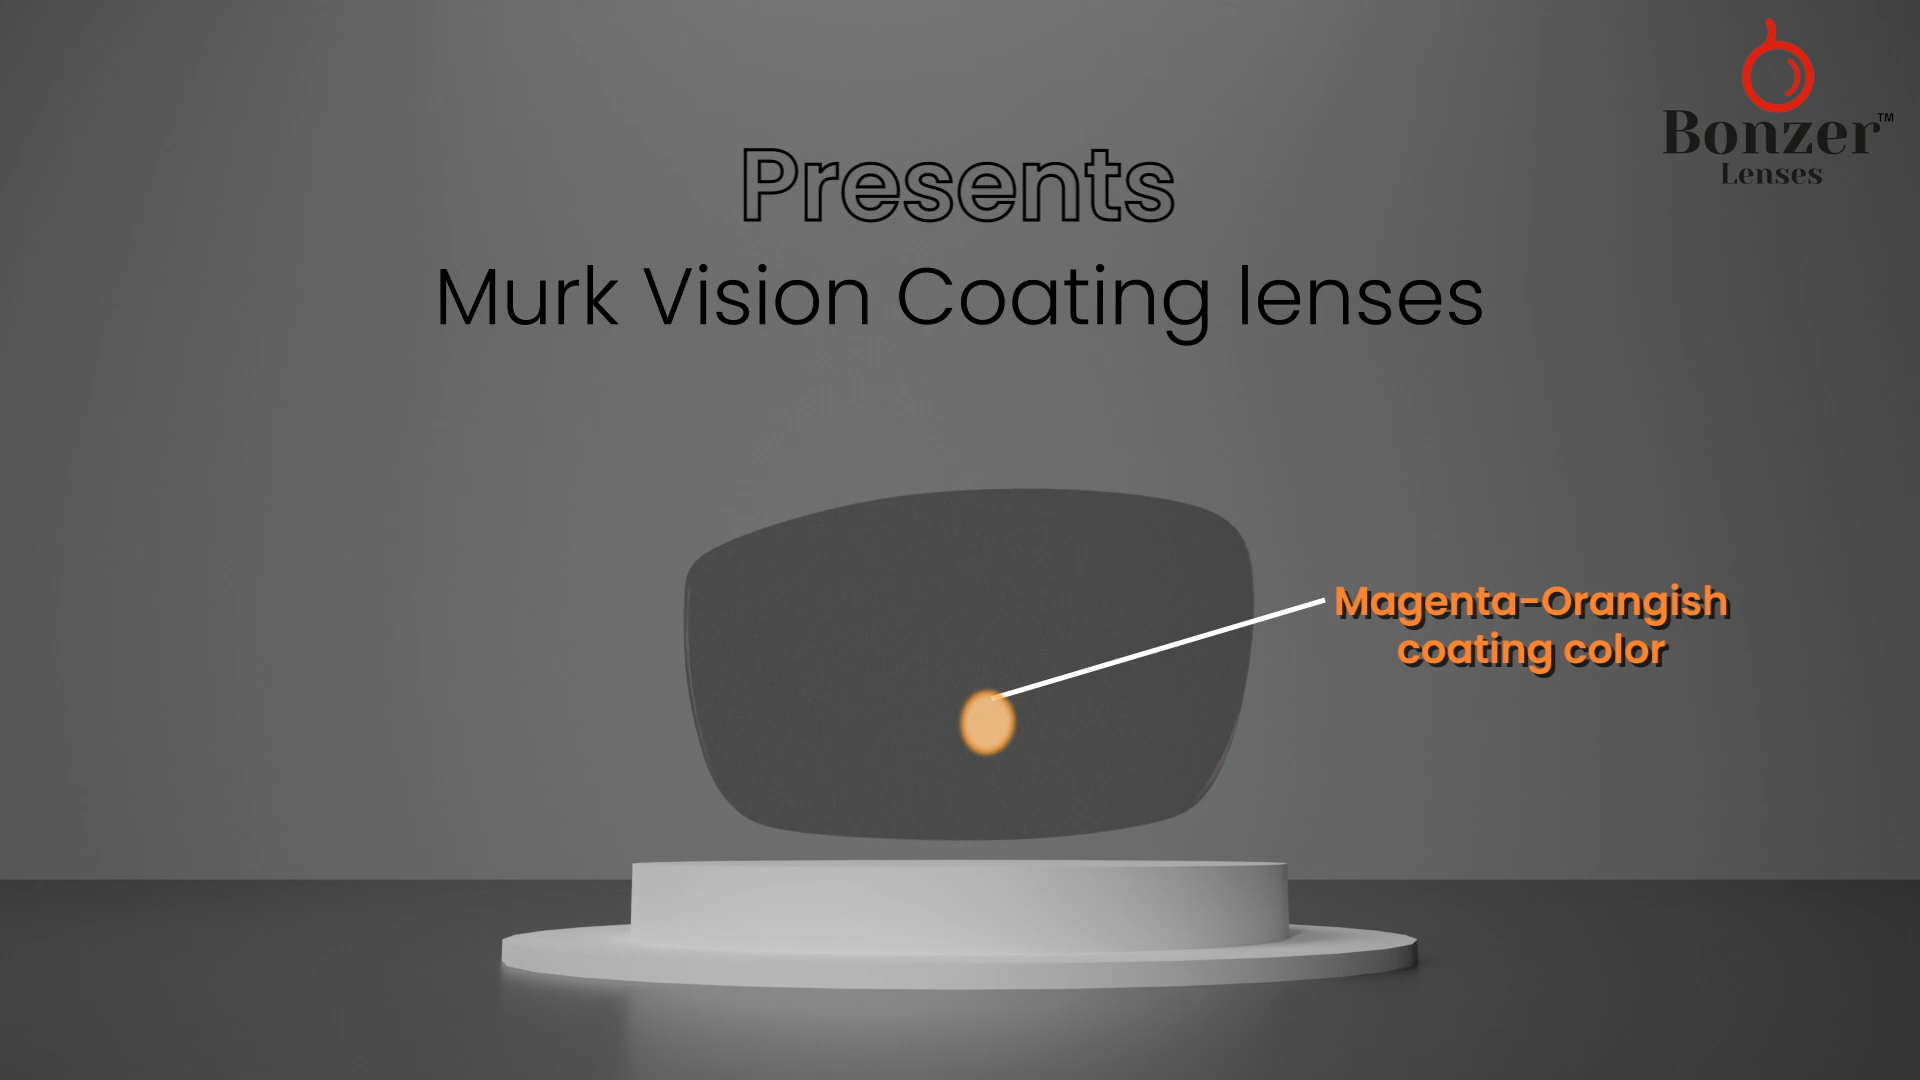 Bonzer™
Lenses
Presents
Murk Vision Coating lenses
Magenta-Orangish
coating color